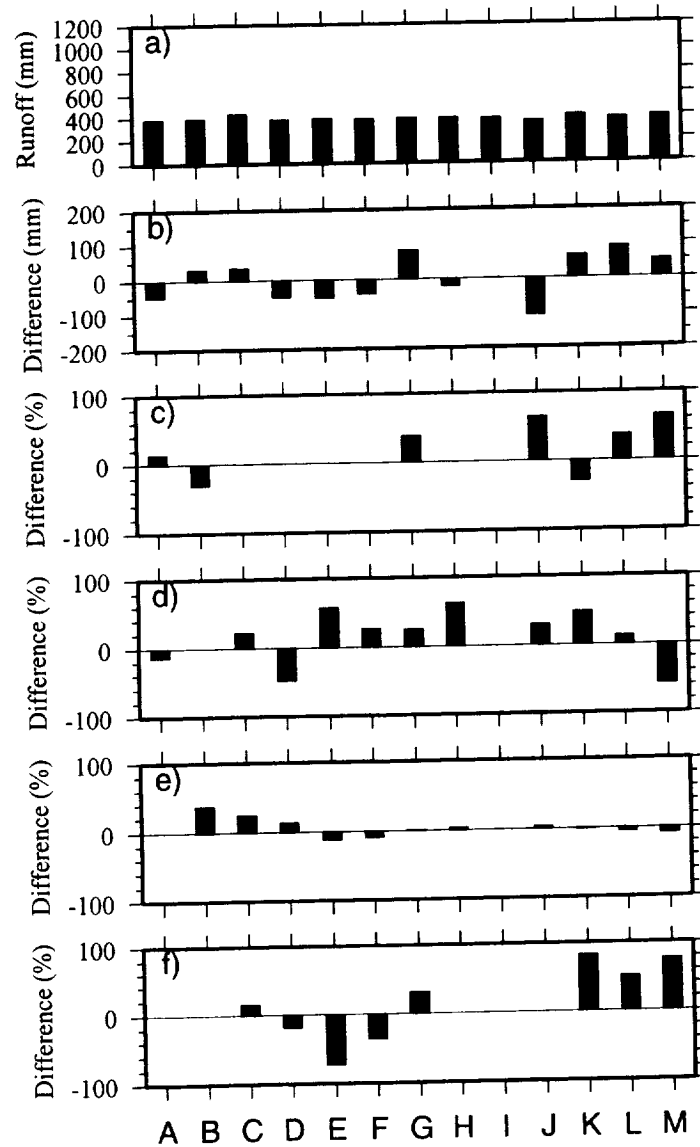 Runoff (mm)
1200
1000
800
600
400
200
0
a)
Difference (mm)
200
100
0
-100
-200
b)
Difference (%)
100
0
-100
c)
Difference (%)
100
0
-100
d)
Difference (%)
100
0
-100
e)
Difference (%)
100
0
-100
f)
A B C D E F G H I J K L M